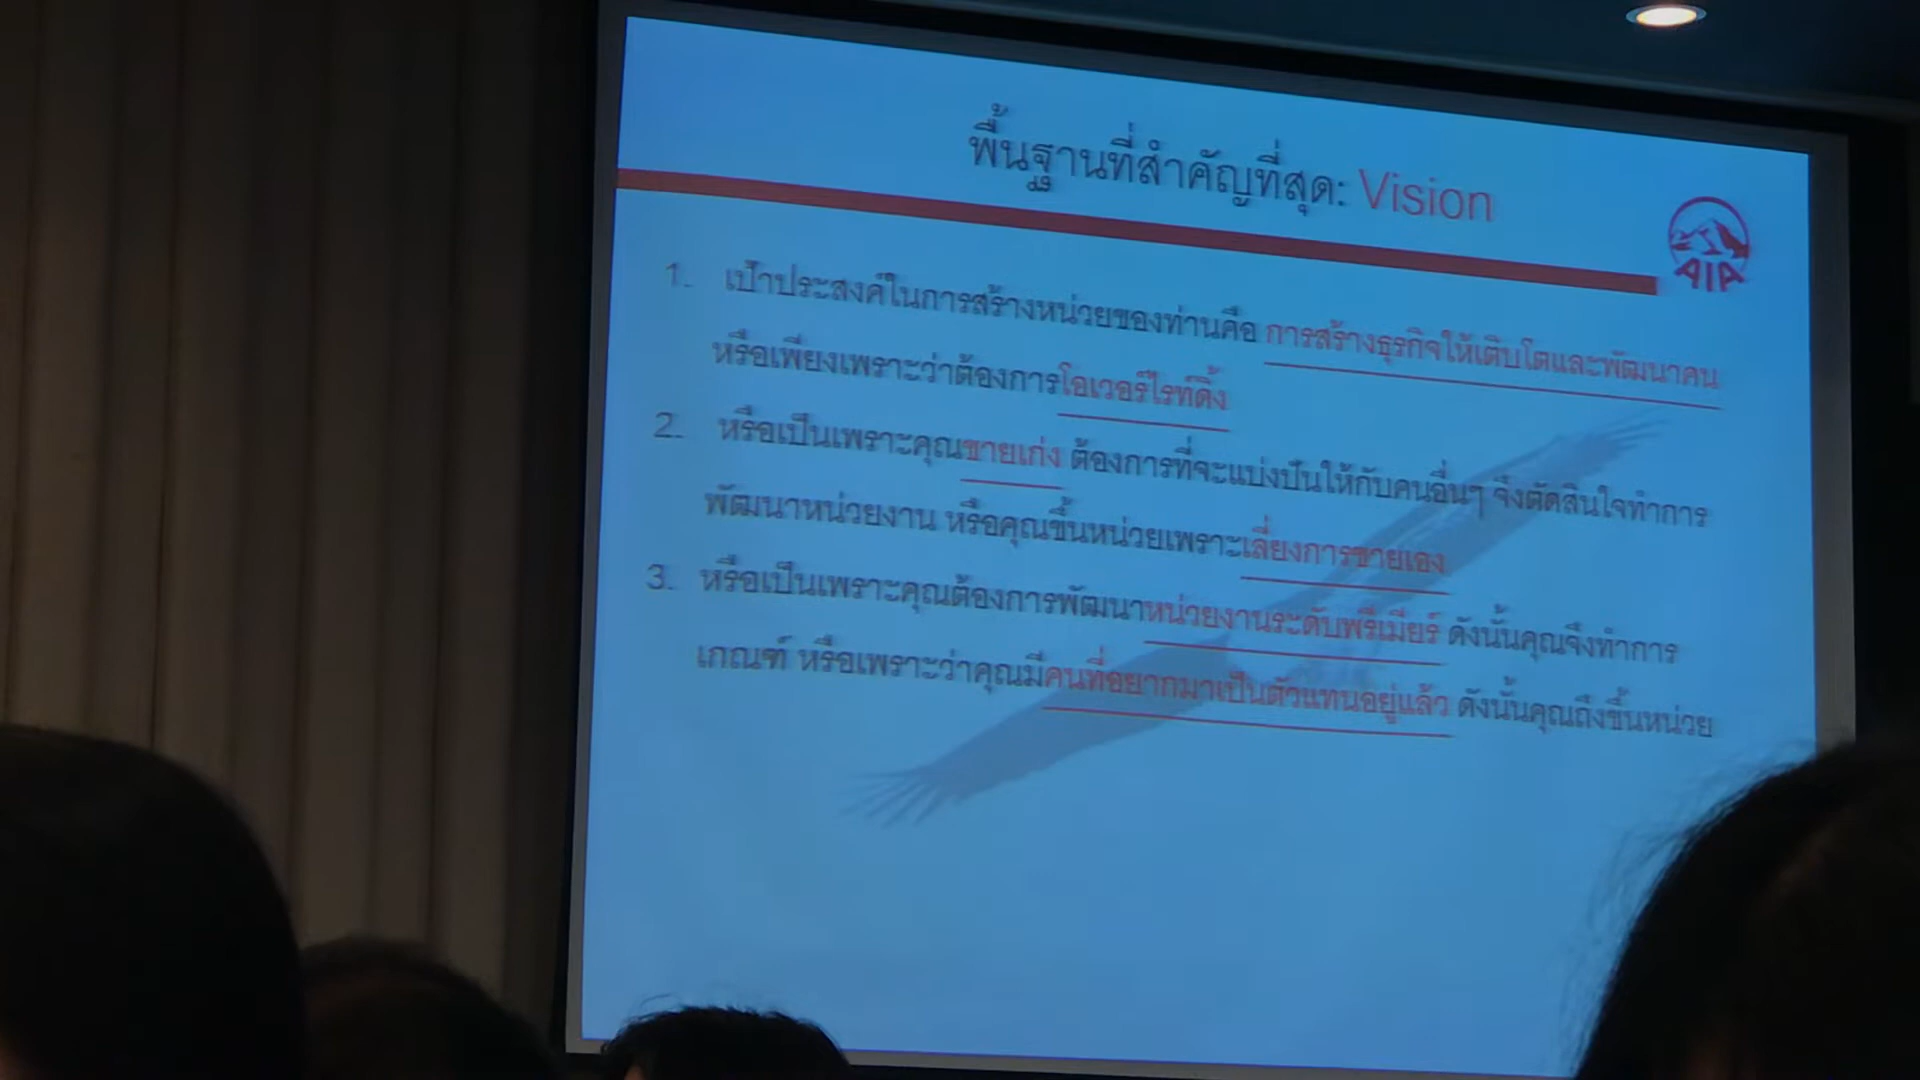 พื้นฐานที่สำคัญที่สุด: Vision
AIA
1. เป้าประสงค์ในการสร้างหน่วยของท่านคือ การสร้างธุรกิจให้เติบโตและพัฒนาคน
หรือเพียงเพราะว่าต้องการโอเวอร์ไรท์ดิ้ง
2. หรือเป็นเพราะคุณขายเก่ง ต้องการที่จะแบ่งปันให้กับคนอื่นๆ จึงตัดสินใจทำการ
พัฒนาหน่วยงาน หรือคุณขึ้นหน่วยเพราะเลี่ยงการขายเอง
3. หรือเป็นเพราะคุณต้องการพัฒนาหน่วยงานระดับพรีเมียร์ ดังนั้นคุณจึงทำการ
เกณฑ์ หรือเพราะว่าคุณมีคนที่อยากมาเป็นตัวแทนอยู่แล้ว ดังนั้นคุณถึงขึ้นหน่วย